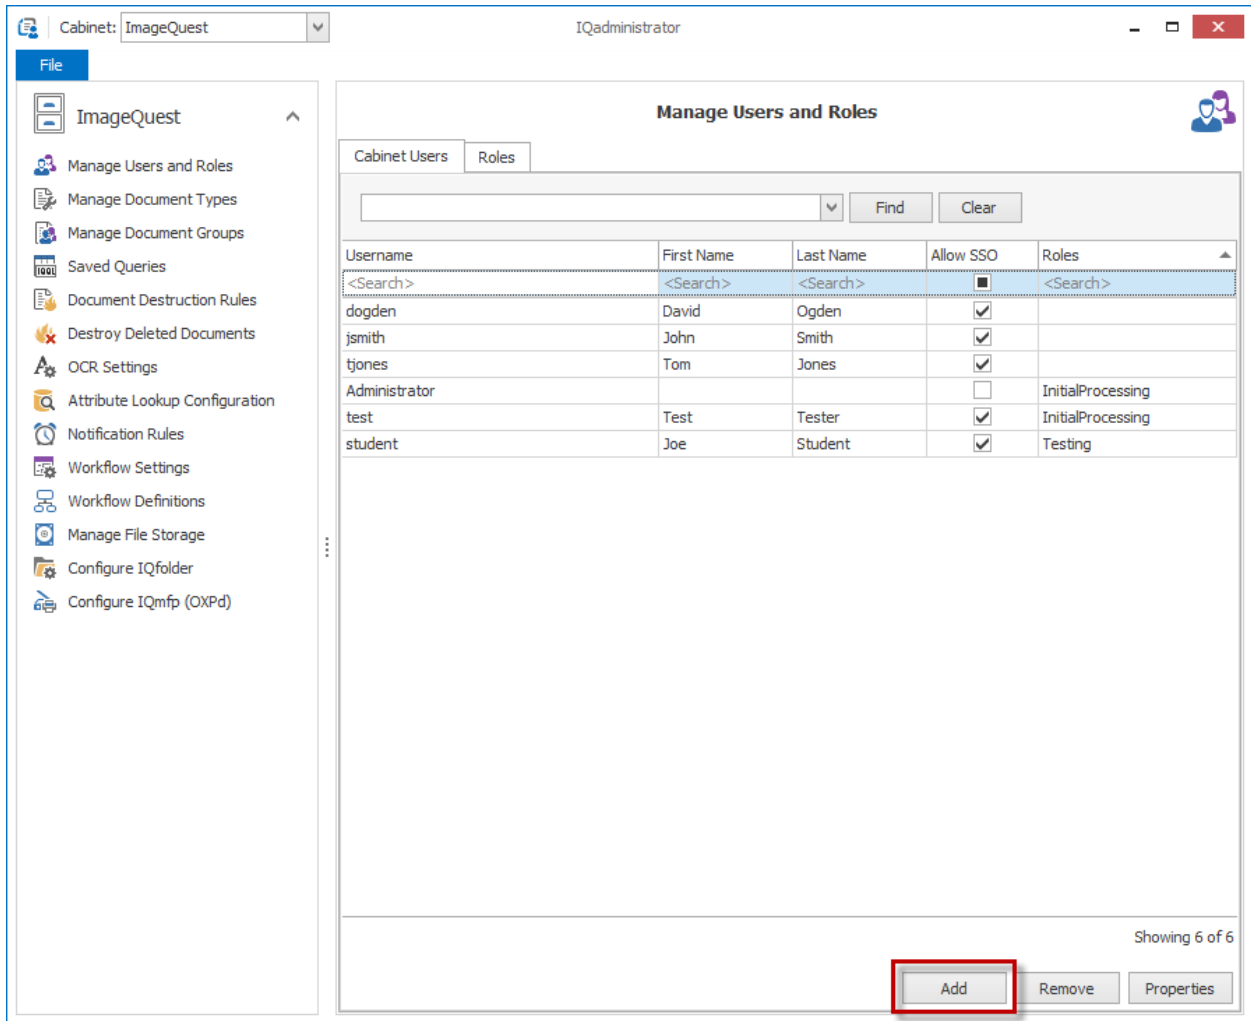 Cabinet: ImageQuest IQadministrator
File
ImageQuest
Manage Users and Roles
Manage Document Types
Manage Document Groups
Saved Queries
Document Destruction Rules
Destroy Deleted Documents
OCR Settings
Attribute Lookup Configuration
Notification Rules
Workflow Settings
Workflow Definitions
Manage File Storage
Configure IQfolder
Configure IQmfp (OXPd)
Manage Users and Roles
Cabinet Users Roles
Find Clear
Username First Name Last Name Allow SSO Roles
<Search> <Search> <Search> <Search>
dogden David Ogden
jsmith John Smith
tjones Tom Jones
Administrator InitialProcessing
test Test Tester InitialProcessing
student Joe Student Testing
Showing 6 of 6
Add Remove Properties